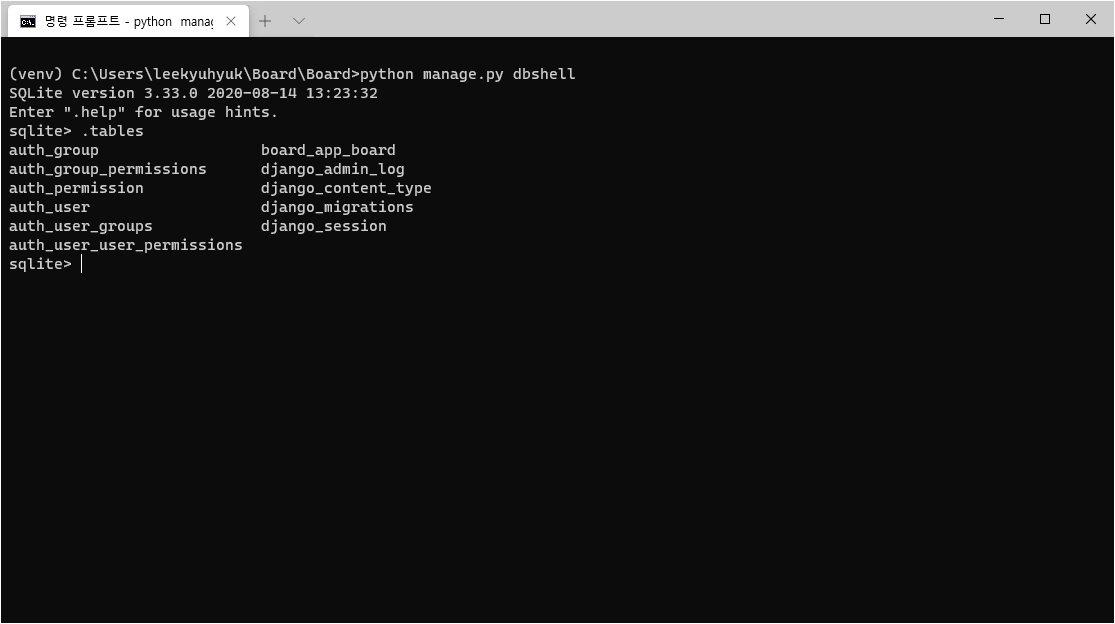 명령 프롬프트 - python  manag
(venv) C:\Users\leekyuhyuk\Board\Board>python manage.py dbshell
SQLite version 3.33.0 2020-08-14 13:23:32
Enter ".help" for usage hints.
sqlite> .tables
auth_group                  board_app_board
auth_group_permissions      django_admin_log
auth_permission             django_content_type
auth_user                   django_migrations
auth_user_groups            django_session
auth_user_user_permissions
sqlite>